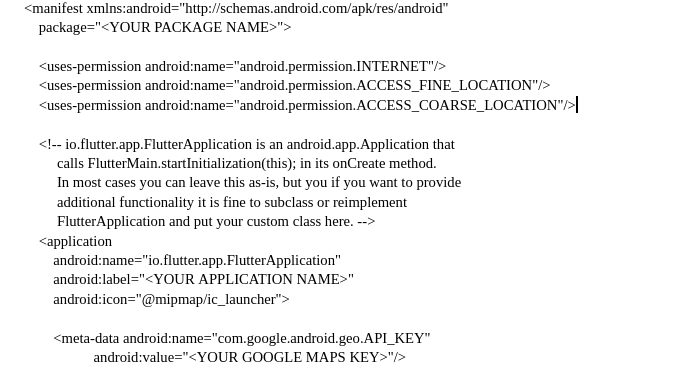 <manifest xmlns:android="http://schemas.android.com/apk/res/android"
package="<YOUR PACKAGE NAME>">
<uses-permission android:name="android.permission.INTERNET"/>
<uses-permission android:name="android.permission.ACCESS_FINE_LOCATION"/>
<uses-permission android:name="android.permission.ACCESS_COARSE_LOCATION"/>
<!-- io.flutter.app.FlutterApplication is an android.app.Application that
calls FlutterMain.startInitialization(this); in its onCreate method.
In most cases you can leave this as-is, but you if you want to provide
additional functionality it is fine to subclass or reimplement
FlutterApplication and put your custom class here. -->
<application
android:name="io.flutter.app.FlutterApplication"
android:label="<YOUR APPLICATION NAME>"
android:icon="@mipmap/ic_launcher">
<meta-data android:name="com.google.android.geo.API_KEY"
android:value="<YOUR GOOGLE MAPS KEY>"/>